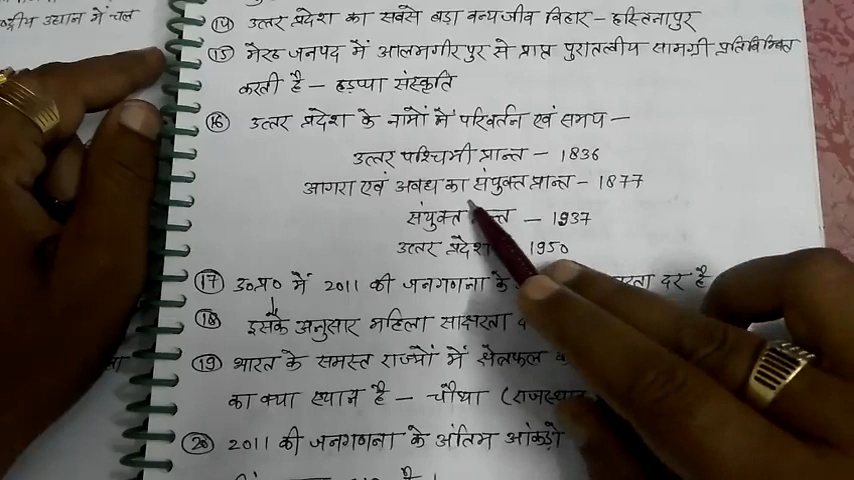 ष्ट्रीय उद्यान में चल
(14) उत्तर प्रदेश का सबसे बड़ा वन्यजीव विहार - हस्तिनापुर
(15) मेरठ जनपद में आलमगीरपुर से प्राप्त पुरातत्वीय सामग्री प्रतिबिम्बित
करती है - हड़प्पा संस्कृति
(16) उत्तर प्रदेश के नामों में परिवर्तन एवं समय -
उत्तर पश्चिमी प्रान्त - 1836
आगरा एवं अवध का संयुक्त प्रान्त - 1877
संयुक्त - 1937
उत्तर प्रदेश 1950
(17) उ०प्र० में 2011 की जनगणना के दर है
(18) इसके अनुसार महिला साक्षरता
(19) भारत के समस्त राज्यों में क्षेत्रफल
का क्या स्थान है - चौथा (राजस्थान
(20) 2011 की जनगणना के अंतिम आंकड़ो